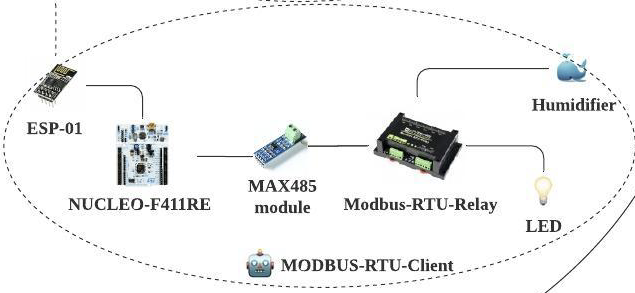 Humidifier
ESP-01
NUCLEO-F411RE
MAX485
module
Modbus-RTU-Relay
LED
MODBUS-RTU-Client